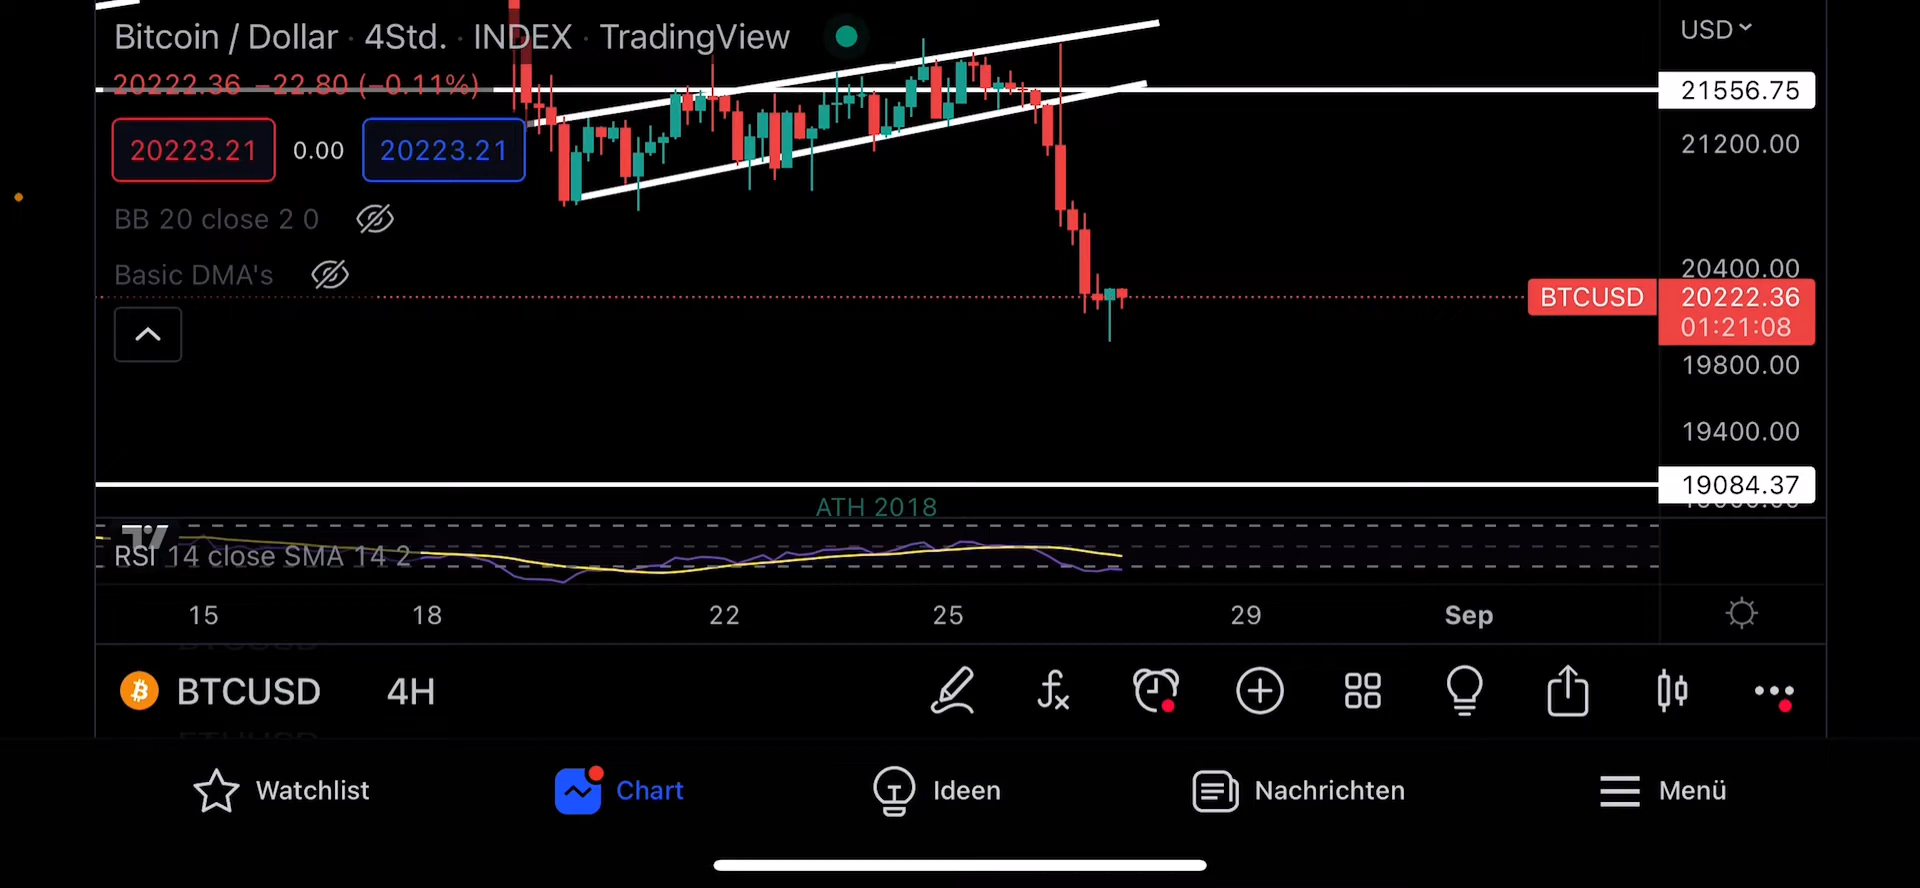 Bitcoin / Dollar · 4Std. · INDEX · TradingView
USD
20222.36 −22.80 (−0.11%)
21556.75
20223.21 0.00 20223.21
21200.00
BB 20 close 2 0
Basic DMA's
20400.00
BTCUSD 20222.36
01:21:08
19800.00
19400.00
19084.37
ATH 2018
RSI 14 close SMA 14 2
15 18 22 25 29 Sep
BTCUSD 4H
Watchlist Chart Ideen Nachrichten Menü